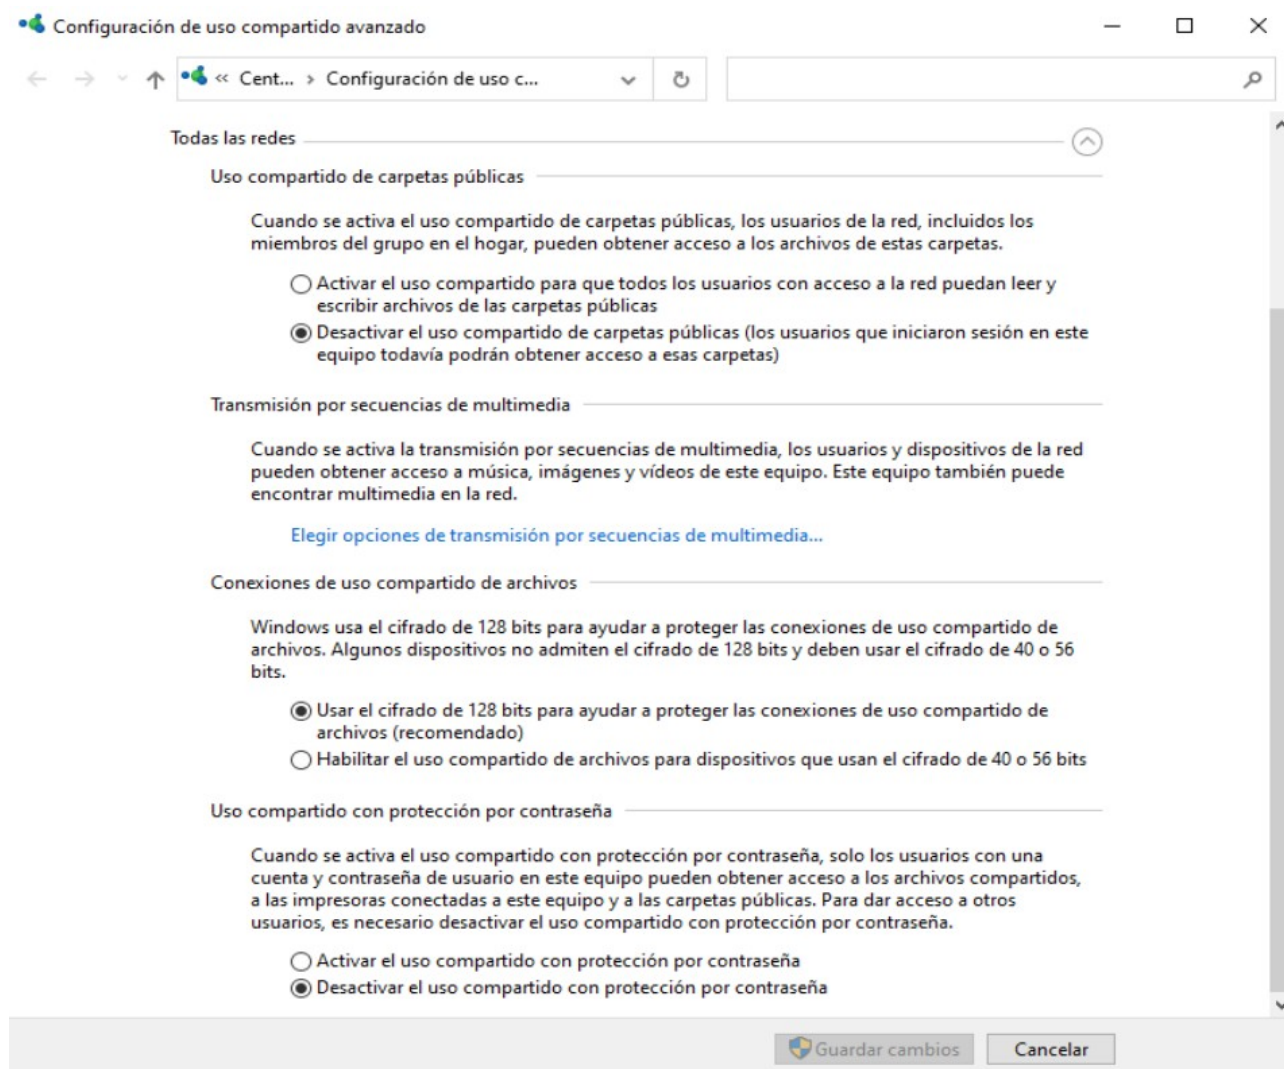 Configuración de uso compartido avanzado
« Cent... › Configuración de uso c...
Todas las redes
Uso compartido de carpetas públicas
Cuando se activa el uso compartido de carpetas públicas, los usuarios de la red, incluidos los
miembros del grupo en el hogar, pueden obtener acceso a los archivos de estas carpetas.
Activar el uso compartido para que todos los usuarios con acceso a la red puedan leer y
escribir archivos de las carpetas públicas
Desactivar el uso compartido de carpetas públicas (los usuarios que iniciaron sesión en este
equipo todavía podrán obtener acceso a esas carpetas)
Transmisión por secuencias de multimedia
Cuando se activa la transmisión por secuencias de multimedia, los usuarios y dispositivos de la red
pueden obtener acceso a música, imágenes y vídeos de este equipo. Este equipo también puede
encontrar multimedia en la red.
Elegir opciones de transmisión por secuencias de multimedia...
Conexiones de uso compartido de archivos
Windows usa el cifrado de 128 bits para ayudar a proteger las conexiones de uso compartido de
archivos. Algunos dispositivos no admiten el cifrado de 128 bits y deben usar el cifrado de 40 o 56
bits.
Usar el cifrado de 128 bits para ayudar a proteger las conexiones de uso compartido de
archivos (recomendado)
Habilitar el uso compartido de archivos para dispositivos que usan el cifrado de 40 o 56 bits
Uso compartido con protección por contraseña
Cuando se activa el uso compartido con protección por contraseña, solo los usuarios con una
cuenta y contraseña de usuario en este equipo pueden obtener acceso a los archivos compartidos,
a las impresoras conectadas a este equipo y a las carpetas públicas. Para dar acceso a otros
usuarios, es necesario desactivar el uso compartido con protección por contraseña.
Activar el uso compartido con protección por contraseña
Desactivar el uso compartido con protección por contraseña
Guardar cambios Cancelar